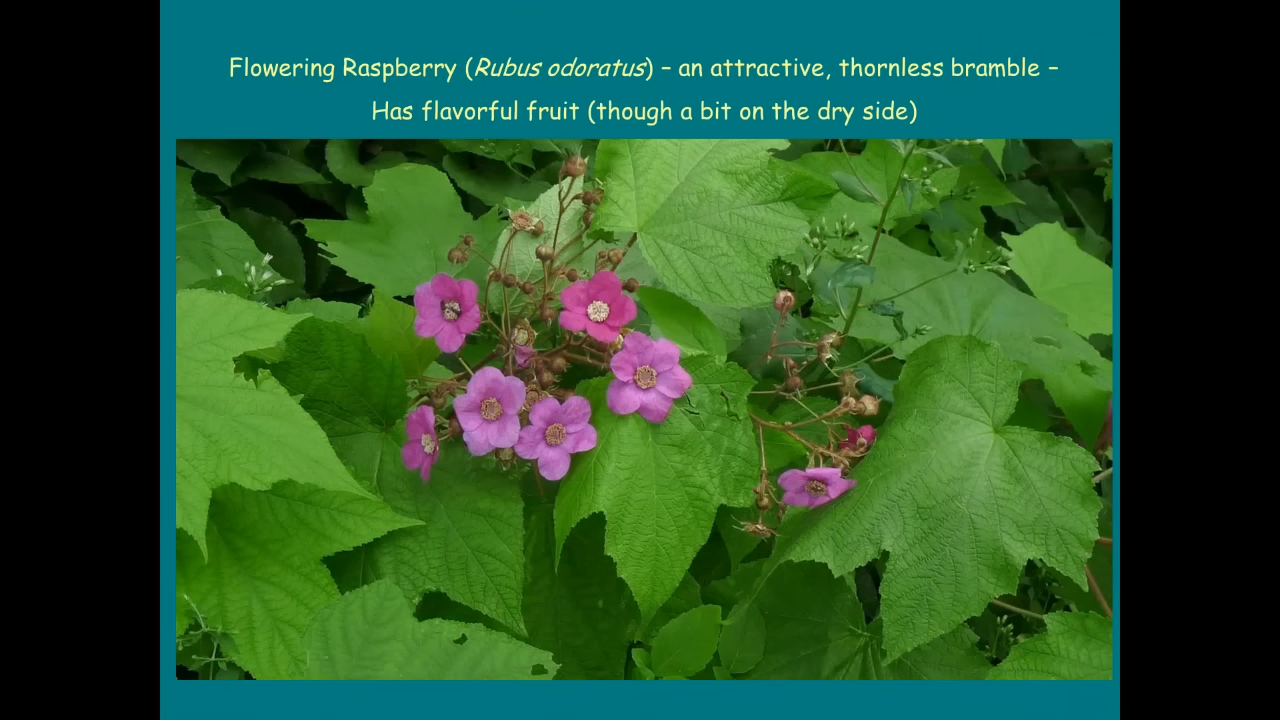 Flowering Raspberry (Rubus odoratus) – an attractive, thornless bramble –
Has flavorful fruit (though a bit on the dry side)